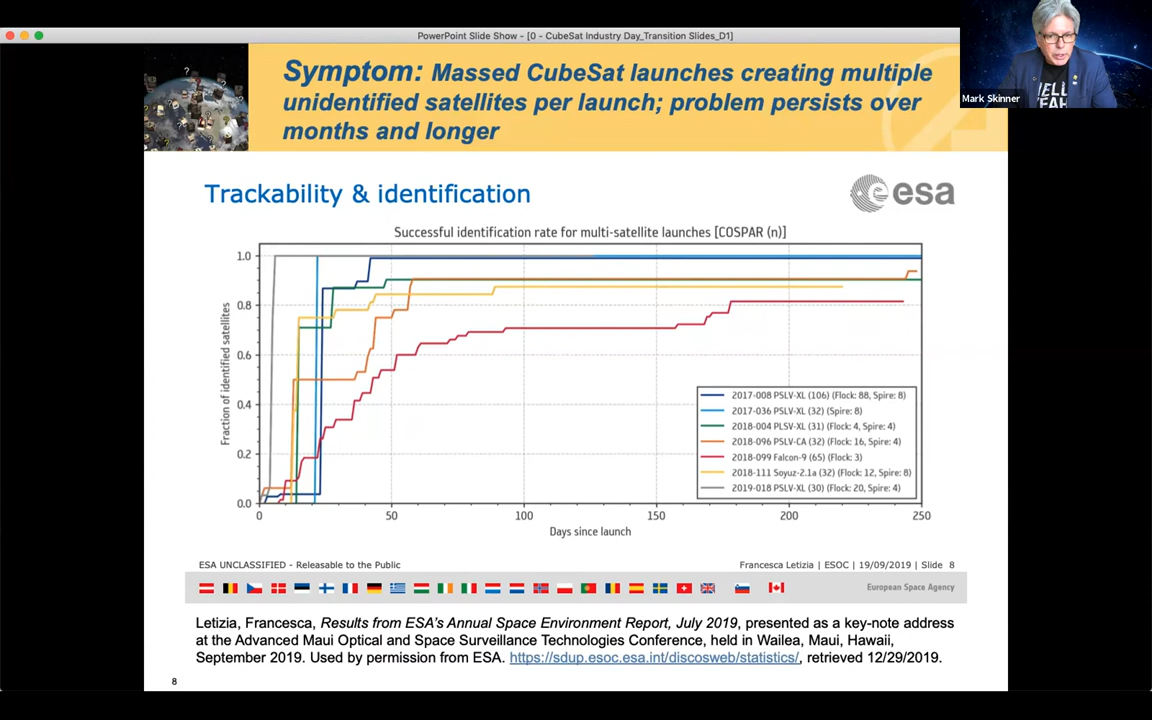 PowerPoint Slide Show - [0 - CubeSat Industry Day_Transition Slides_D1]
Symptom: Massed CubeSat launches creating multiple
unidentified satellites per launch; problem persists over
months and longer
Mark Skinner
HELL
YEAH
Trackability & identification
esa
Successful identification rate for multi-satellite launches [COSPAR (n)]
Fraction of identified satellites
1.0
0.8
0.6
0.4
0.2
0.0
2017-008 PSLV-XL (106) (Flock: 88, Spire: 8)
2017-036 PSLV-XL (32) (Spire: 8)
2018-004 PLSV-XL (31) (Flock: 4, Spire: 4)
2018-096 PSLV-CA (32) (Flock: 16, Spire: 4)
2018-099 Falcon-9 (65) (Flock: 3)
2018-111 Soyuz-2.1a (32) (Flock: 12, Spire: 8)
2019-018 PSLV-XL (30) (Flock: 20, Spire: 4)
0 50 100 150 200 250
Days since launch
ESA UNCLASSIFIED - Releasable to the Public
Francesca Letizia | ESOC | 19/09/2019 | Slide 8
European Space Agency
Letizia, Francesca, Results from ESA's Annual Space Environment Report, July 2019, presented as a key-note address
at the Advanced Maui Optical and Space Surveillance Technologies Conference, held in Wailea, Maui, Hawaii,
September 2019. Used by permission from ESA. https://sdup.esoc.esa.int/discosweb/statistics/, retrieved 12/29/2019.
8